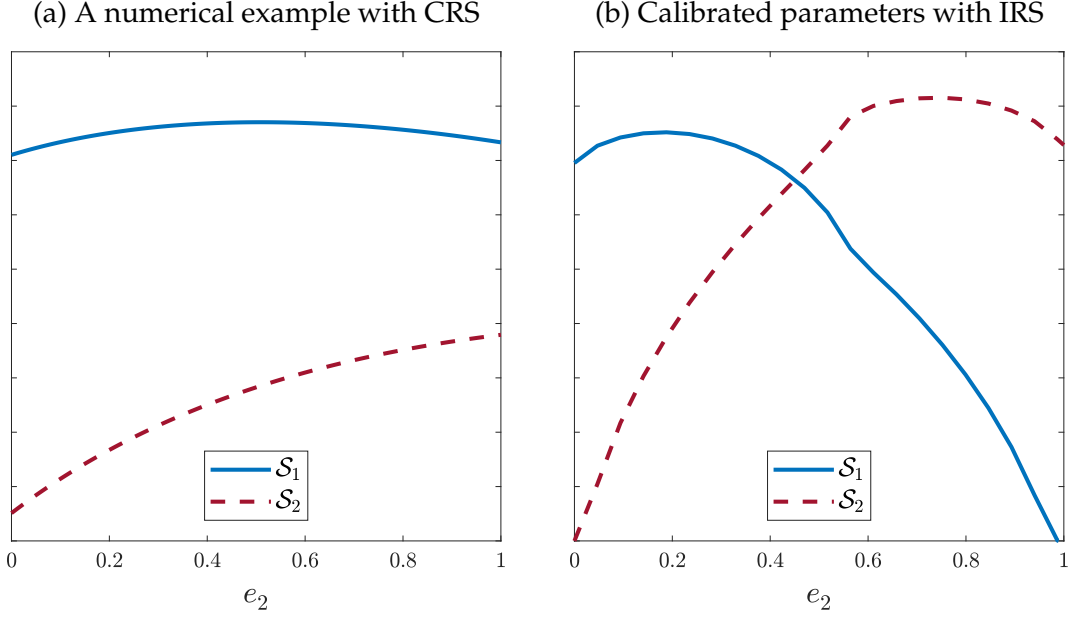 (a) A numerical example with CRS
(b) Calibrated parameters with IRS
S₁
S₂
0 0.2 0.4 0.6 0.8 1
e₂
S₁
S₂
0 0.2 0.4 0.6 0.8 1
e₂